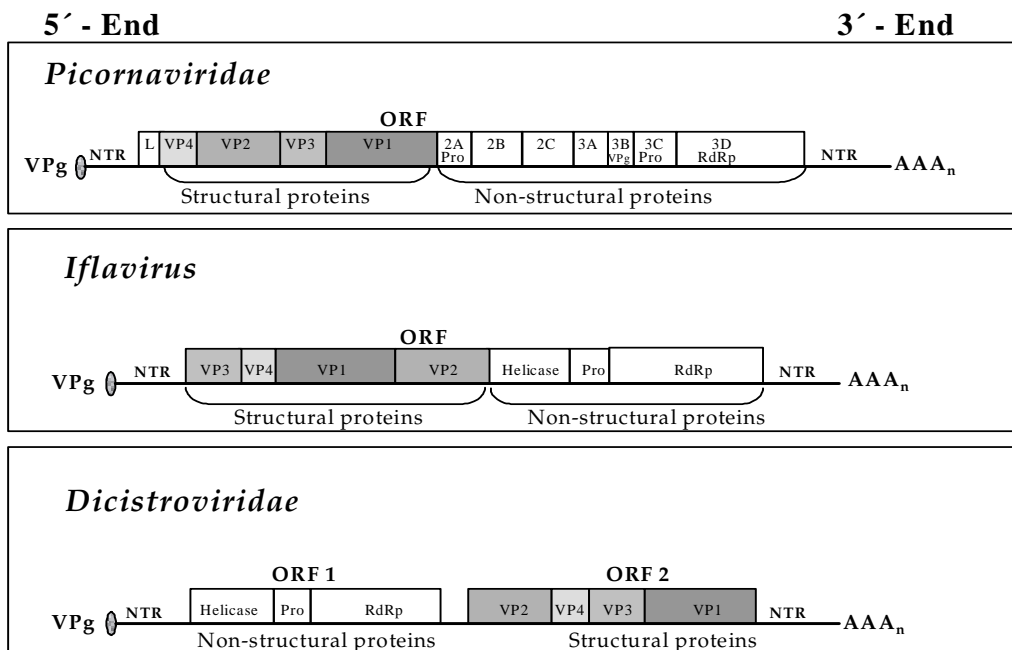 5´ - End 3´ - End
Picornaviridae
ORF
L VP4 VP2 VP3 VP1 2A Pro 2B 2C 3A 3B VPg 3C Pro 3D RdRp
VPg NTR NTR AAAn
Structural proteins Non-structural proteins
Iflavirus
ORF
VP3 VP4 VP1 VP2 Helicase Pro RdRp
VPg NTR NTR AAAn
Structural proteins Non-structural proteins
Dicistroviridae
ORF 1 ORF 2
Helicase Pro RdRp VP2 VP4 VP3 VP1
VPg NTR NTR AAAn
Non-structural proteins Structural proteins